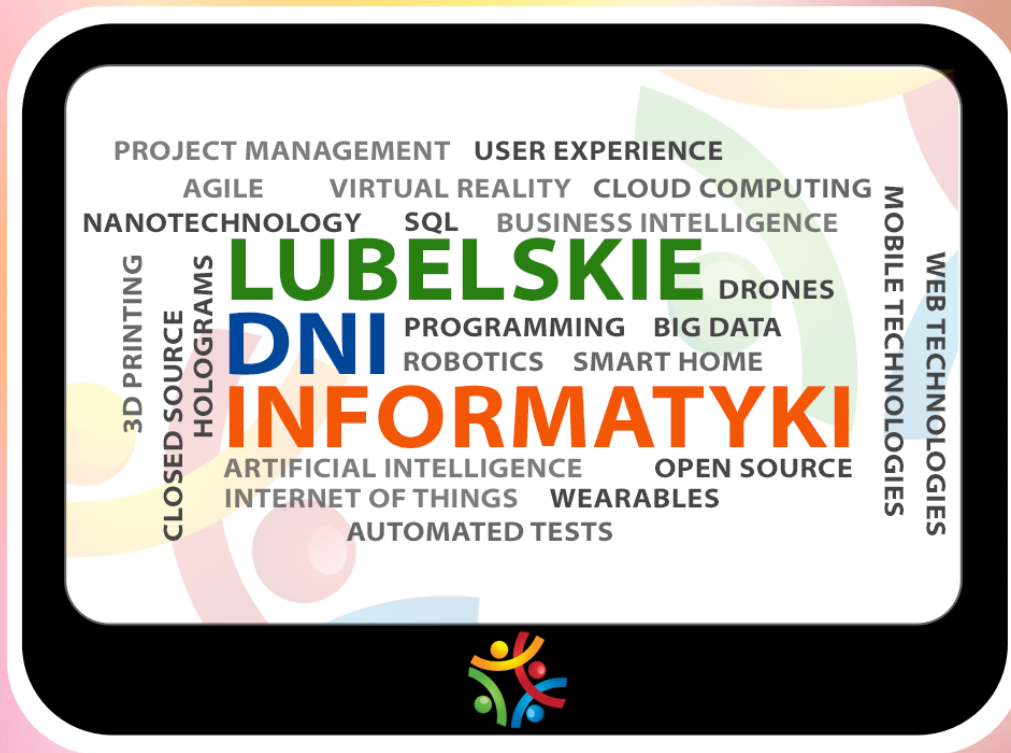 PROJECT MANAGEMENT USER EXPERIENCE
AGILE VIRTUAL REALITY CLOUD COMPUTING
NANOTECHNOLOGY SQL BUSINESS INTELLIGENCE
LUBELSKIE
DRONES
DNI
PROGRAMMING BIG DATA
ROBOTICS SMART HOME
INFORMATYKI
ARTIFICIAL INTELLIGENCE OPEN SOURCE
INTERNET OF THINGS WEARABLES
AUTOMATED TESTS
3D PRINTING
CLOSED SOURCE
HOLOGRAMS
MOBILE TECHNOLOGIES
WEB TECHNOLOGIES